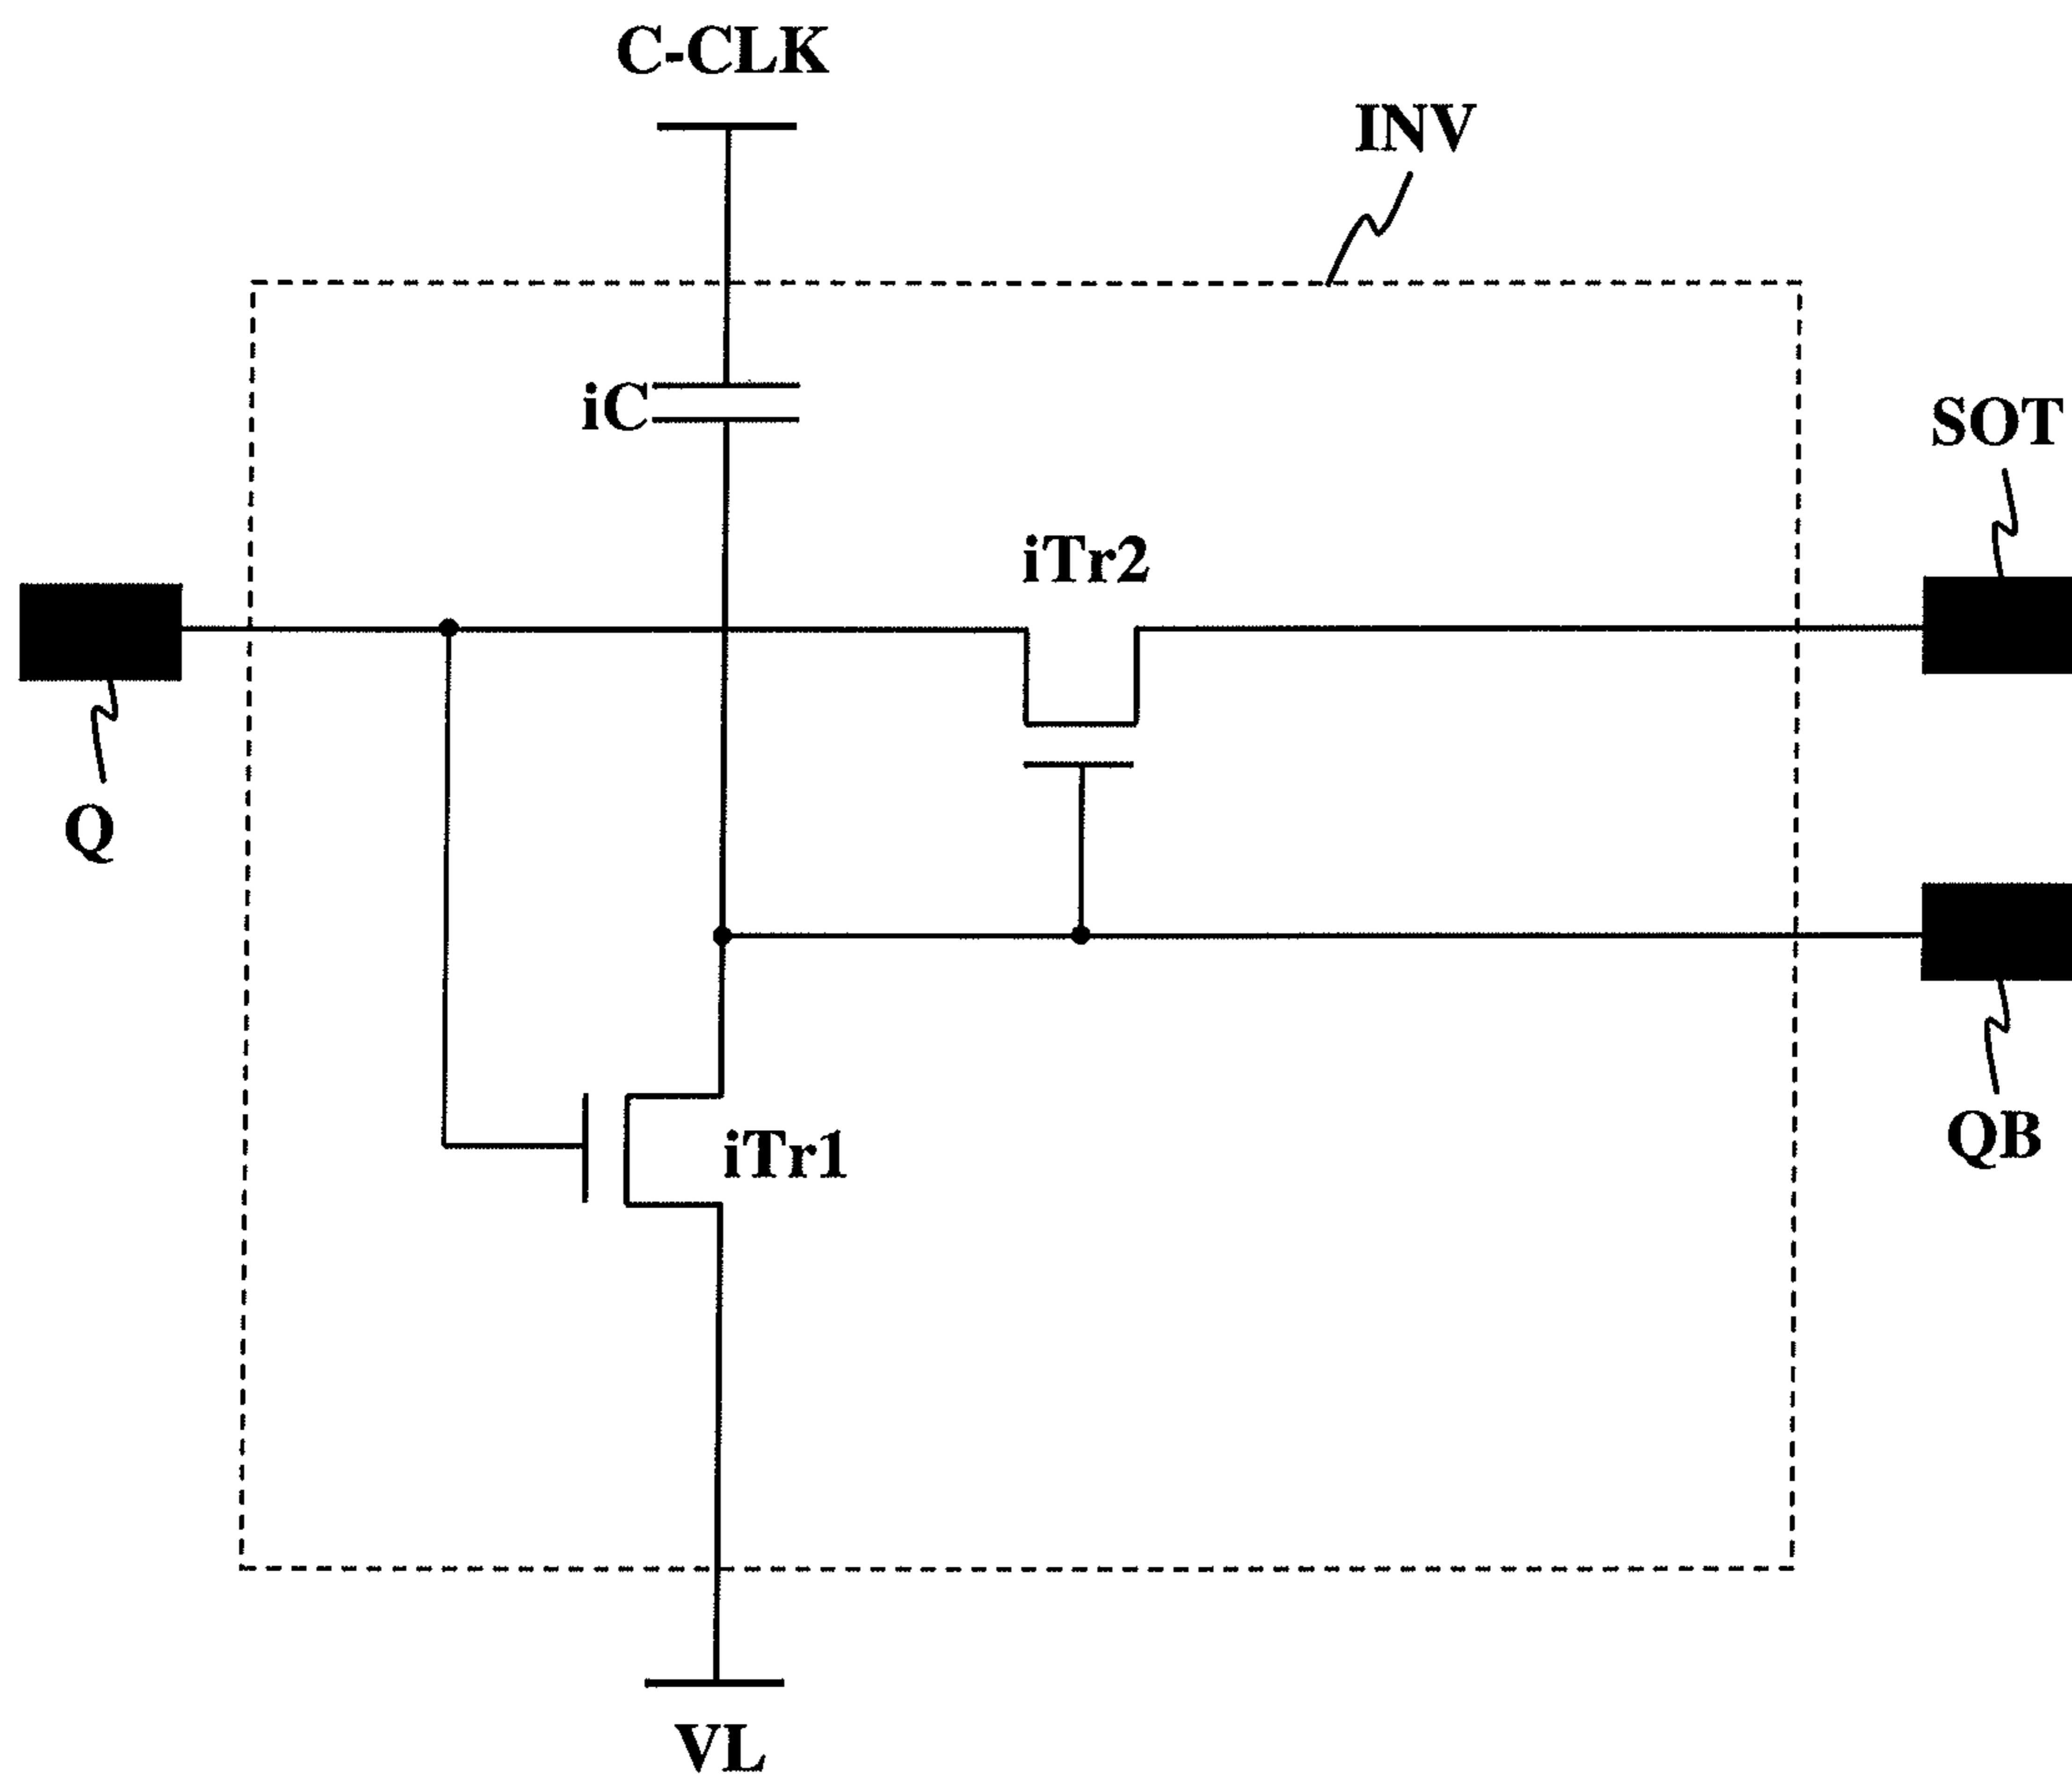 C-CLK
INV
iC
SOT
iTr2
Q
QB
iTr1
VL